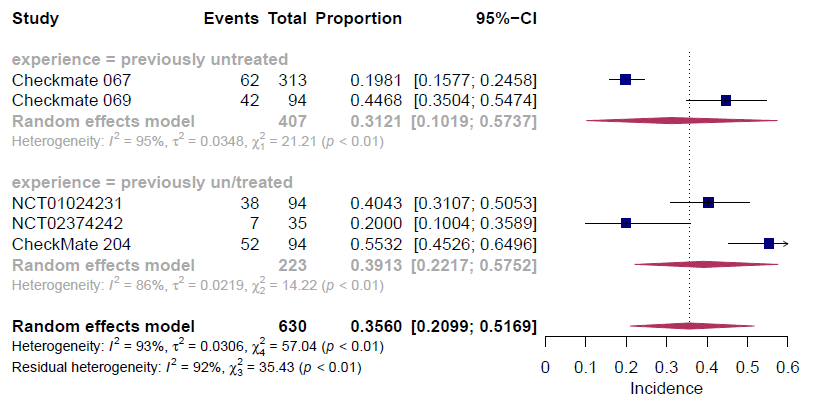 Study Events Total Proportion 95%−CI
experience = previously untreated
Checkmate 067 62 313 0.1981 [0.1577; 0.2458]
Checkmate 069 42 94 0.4468 [0.3504; 0.5474]
Random effects model 407 0.3121 [0.1019; 0.5737]
Heterogeneity: I² = 95%, τ² = 0.0348, χ²₁ = 21.21 (p < 0.01)
experience = previously un/treated
NCT01024231 38 94 0.4043 [0.3107; 0.5053]
NCT02374242 7 35 0.2000 [0.1004; 0.3589]
CheckMate 204 52 94 0.5532 [0.4526; 0.6496]
Random effects model 223 0.3913 [0.2217; 0.5752]
Heterogeneity: I² = 86%, τ² = 0.0219, χ²₂ = 14.22 (p < 0.01)
Random effects model 630 0.3560 [0.2099; 0.5169]
Heterogeneity: I² = 93%, τ² = 0.0306, χ²₄ = 57.04 (p < 0.01)
Residual heterogeneity: I² = 92%, χ²₃ = 35.43 (p < 0.01)
0 0.1 0.2 0.3 0.4 0.5 0.6
Incidence